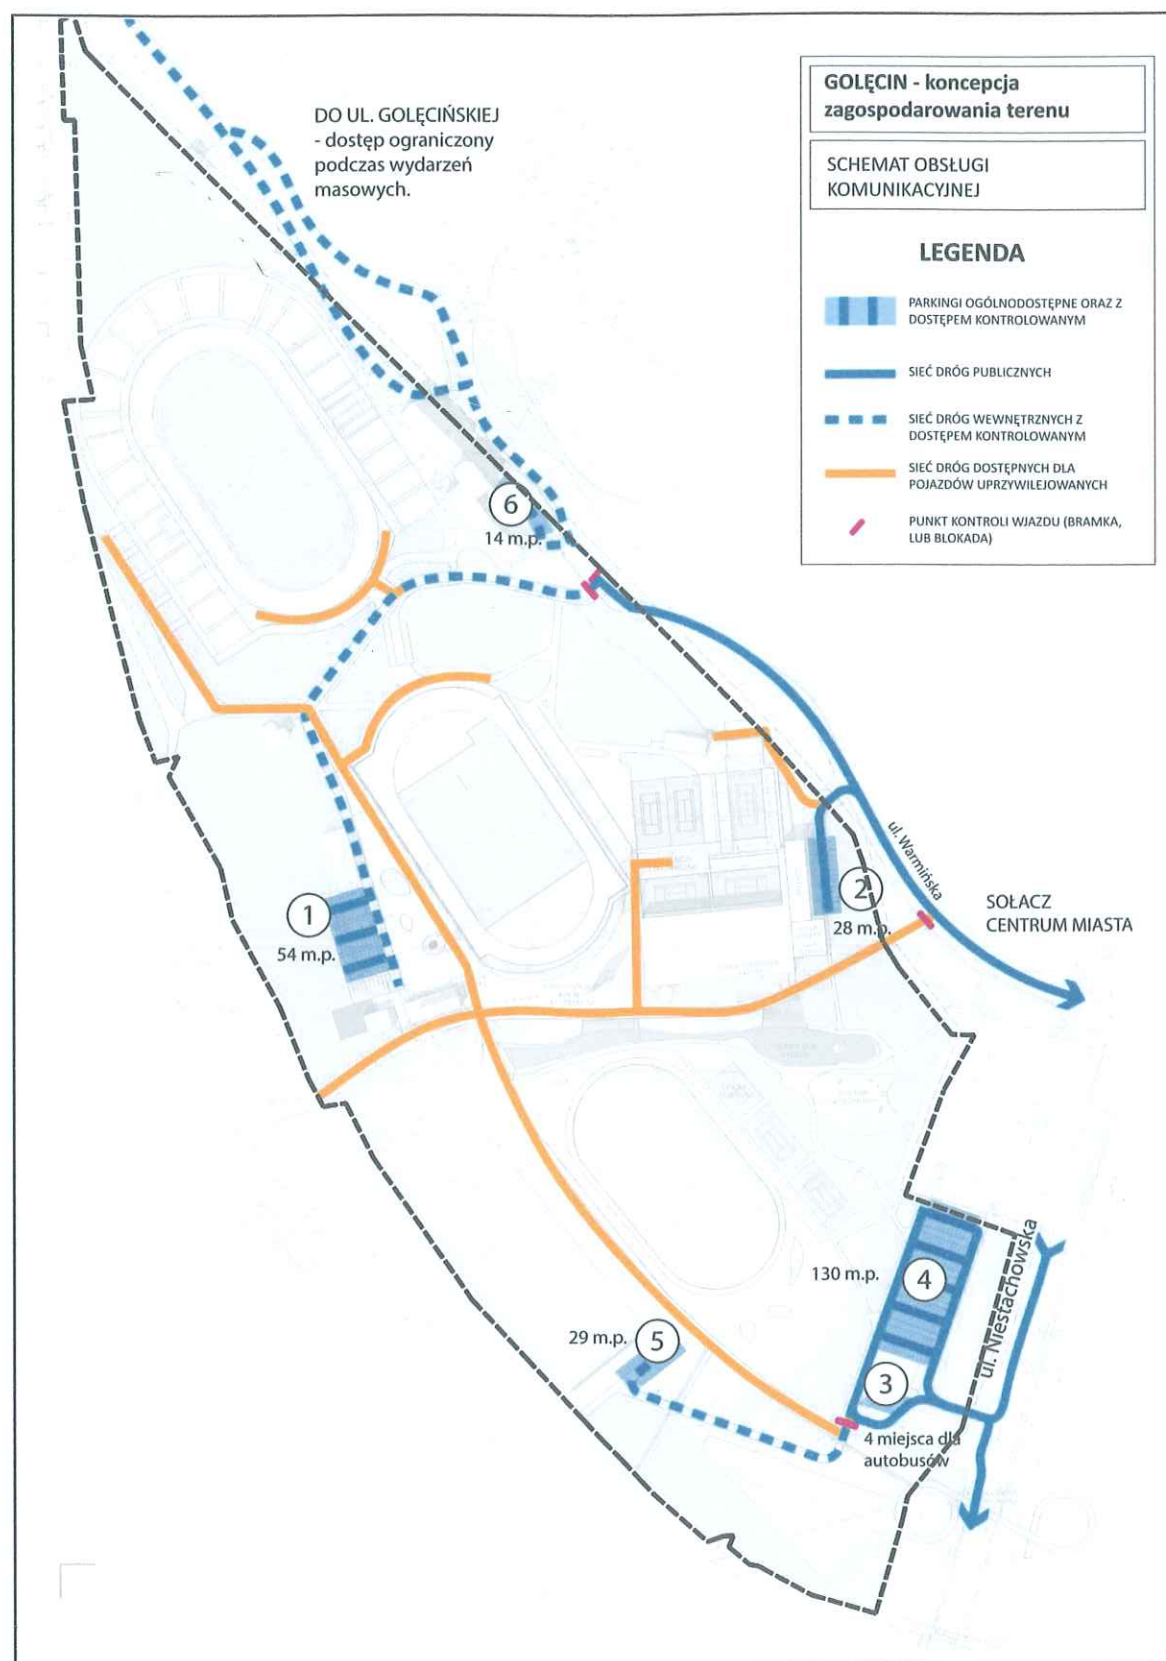 DO UL. GOLĘCIŃSKIEJ
- dostęp ograniczony
podczas wydarzeń
masowych.
GOLĘCIN - koncepcja
zagospodarowania terenu
SCHEMAT OBSŁUGI
KOMUNIKACYJNEJ
LEGENDA
PARKINGI OGÓLNODOSTĘPNE ORAZ Z
DOSTĘPEM KONTROLOWANYM
SIEĆ DRÓG PUBLICZNYCH
SIEĆ DRÓG WEWNĘTRZNYCH Z
DOSTĘPEM KONTROLOWANYM
SIEĆ DRÓG DOSTĘPNYCH DLA
POJAZDÓW UPRZYWILEJOWANYCH
PUNKT KONTROLI WJAZDU (BRAMKA,
LUB BLOKADA)
6
14 m.p.
ul. Warmińska
2
28 m.p.
SOŁACZ
CENTRUM MIASTA
1
54 m.p.
130 m.p.
4
ul. Niestachowska
29 m.p.
5
3
4 miejsca dla
autobusów